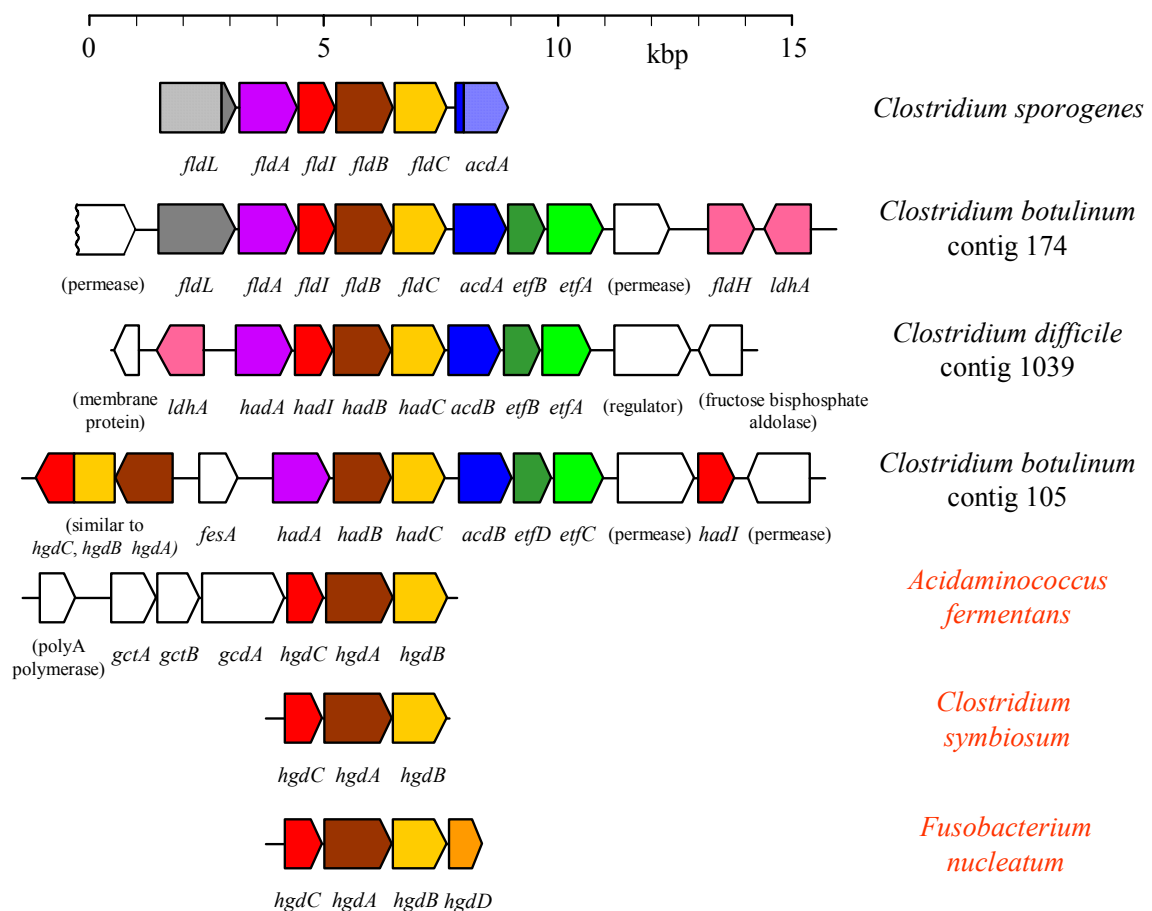 0 5 10 kbp 15
Clostridium sporogenes
fldL fldA fldI fldB fldC acdA
Clostridium botulinum
contig 174
(permease) fldL fldA fldI fldB fldC acdA etfB etfA (permease) fldH ldhA
Clostridium difficile
contig 1039
(membrane
protein) ldhA hadA hadI hadB hadC acdB etfB etfA (regulator) (fructose bisphosphate
aldolase)
Clostridium botulinum
contig 105
(similar to
hgdC, hgdB hgdA) fesA hadA hadB hadC acdB etfD etfC (permease) hadI (permease)
Acidaminococcus
fermentans
(polyA
polymerase) gctA gctB gcdA hgdC hgdA hgdB
Clostridium
symbiosum
hgdC hgdA hgdB
Fusobacterium
nucleatum
hgdC hgdA hgdB hgdD